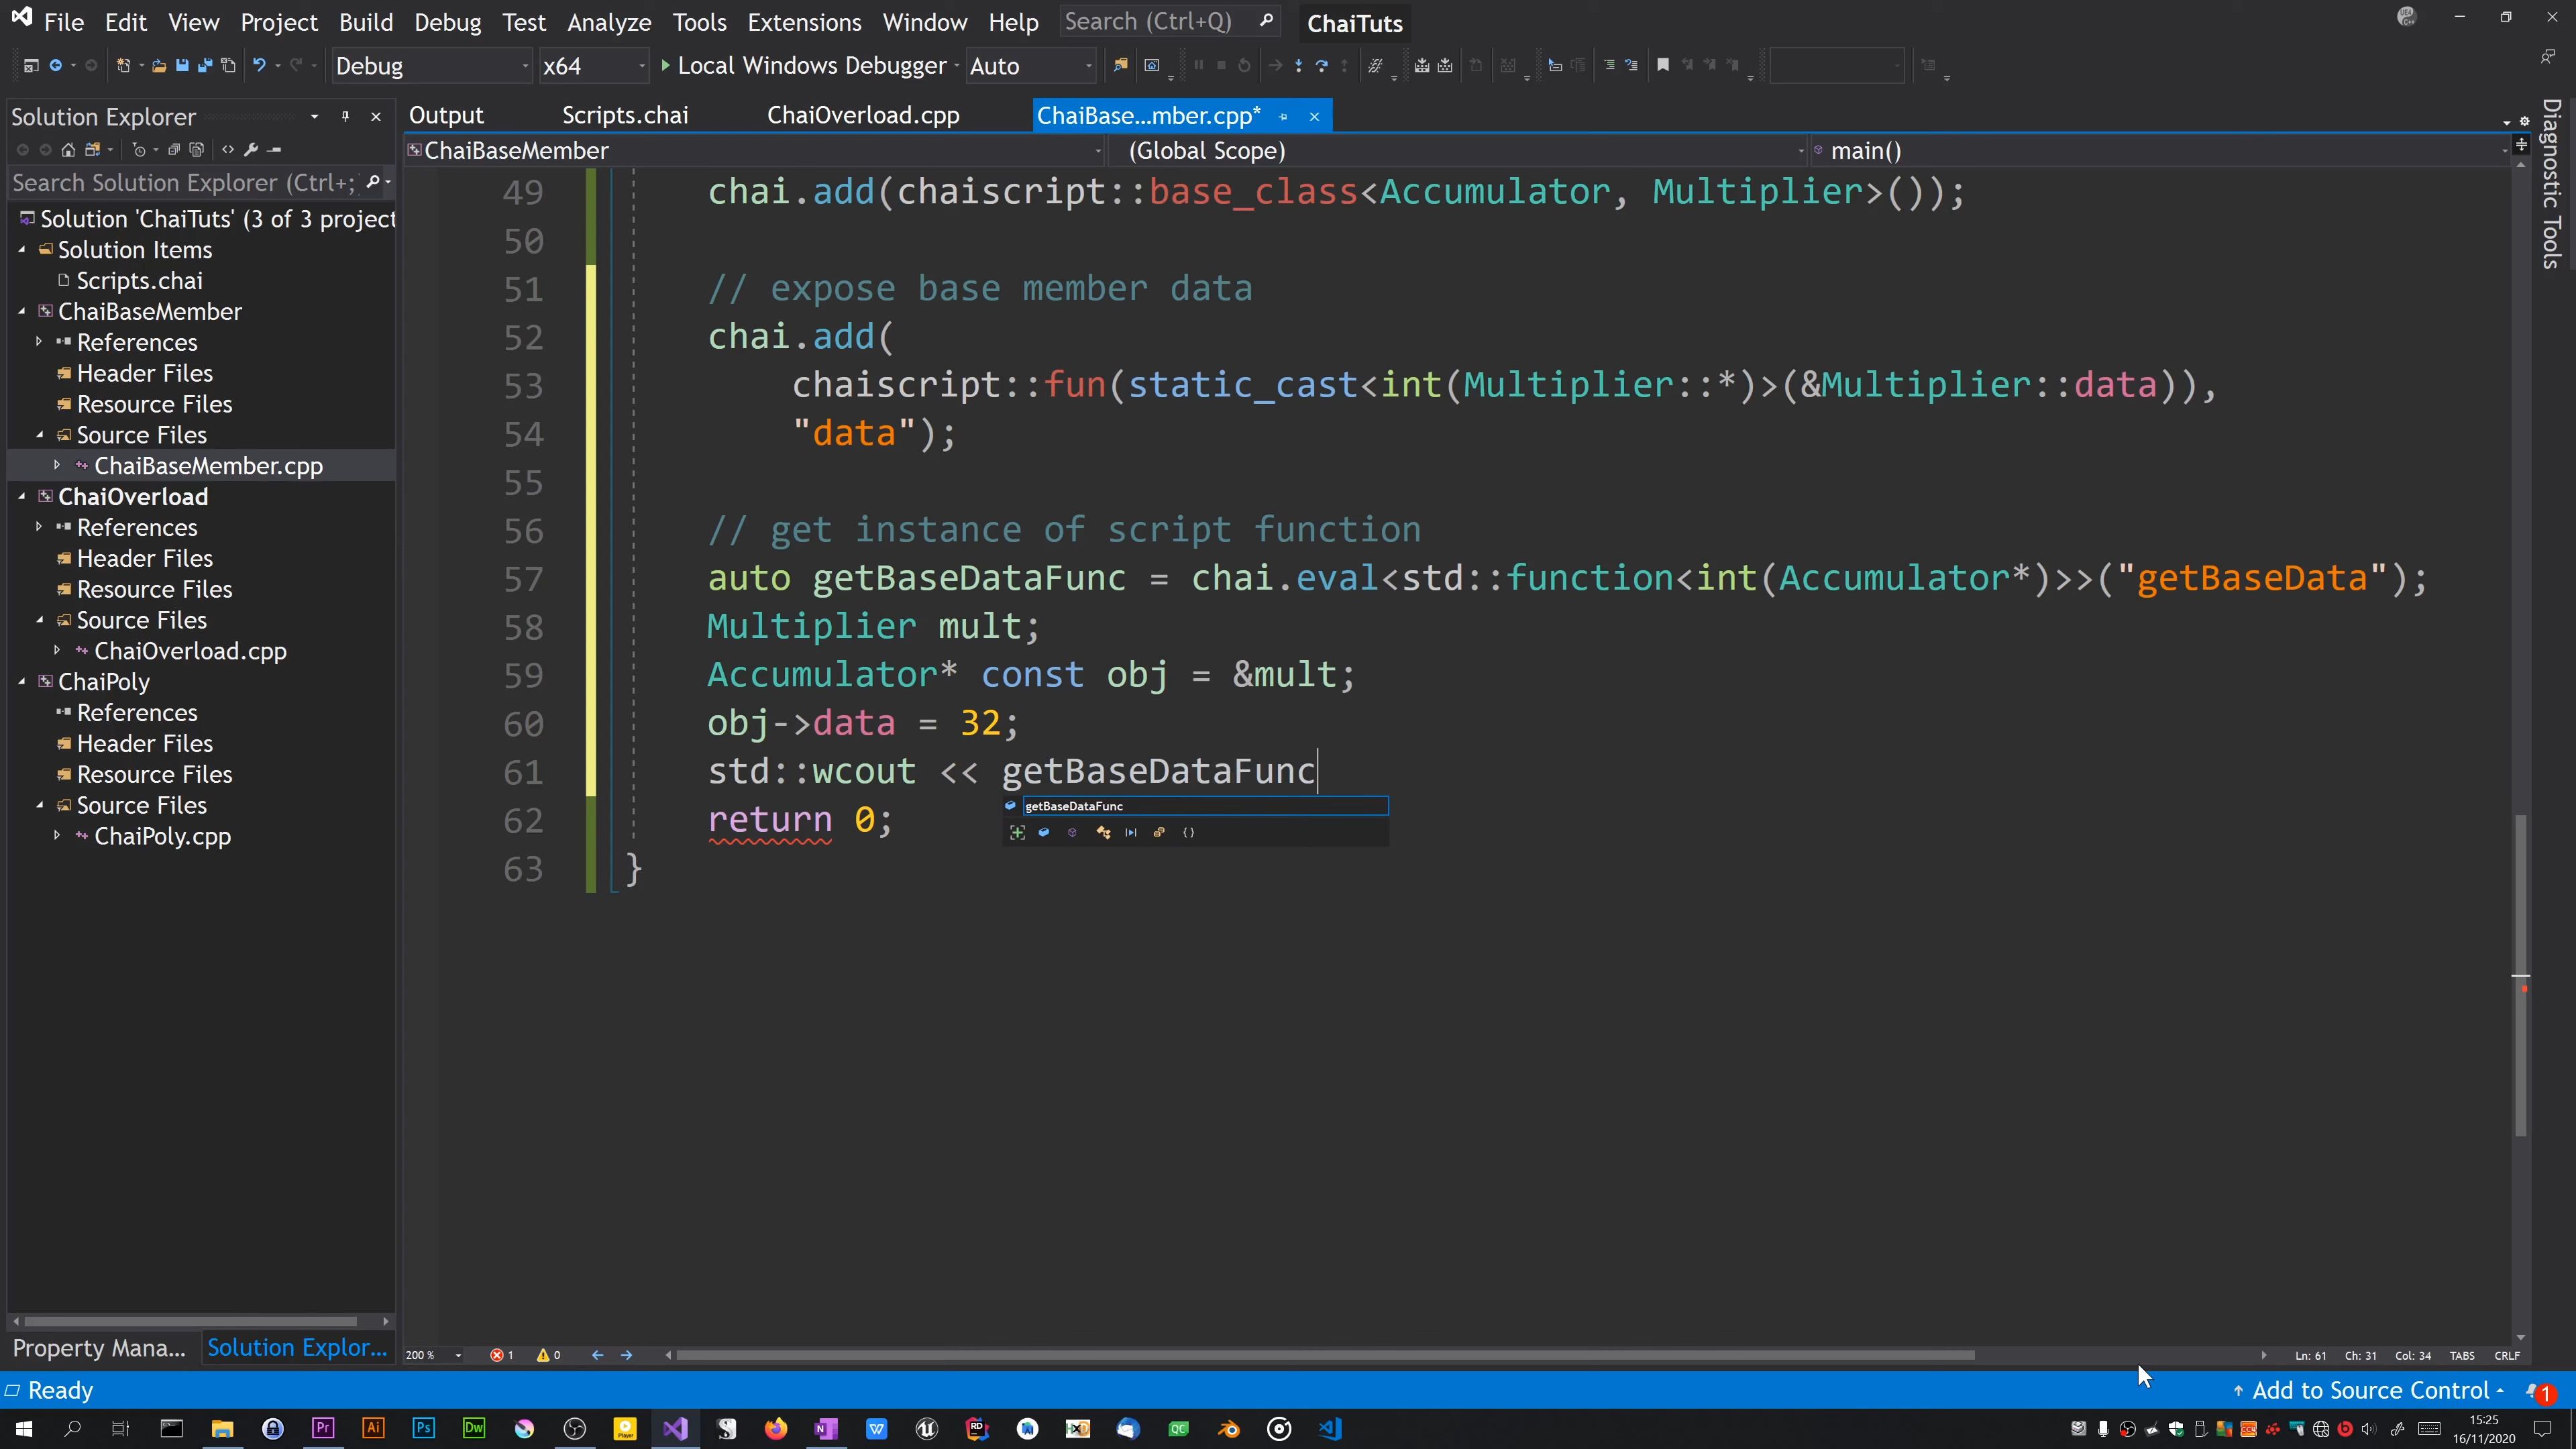 File Edit View Project Build Debug Test Analyze Tools Extensions Window Help Search (Ctrl+Q) ChaiTuts
Debug x64 Local Windows Debugger Auto
Solution Explorer
Search Solution Explorer (Ctrl+;
Solution 'ChaiTuts' (3 of 3 project
Solution Items
Scripts.chai
ChaiBaseMember
References
Header Files
Resource Files
Source Files
ChaiBaseMember.cpp
ChaiOverload
References
Header Files
Resource Files
Source Files
ChaiOverload.cpp
ChaiPoly
References
Header Files
Resource Files
Source Files
ChaiPoly.cpp
Property Mana... Solution Explor...
Output Scripts.chai ChaiOverload.cpp ChaiBase...mber.cpp*
ChaiBaseMember (Global Scope) main()
49 chai.add(chaiscript::base_class<Accumulator, Multiplier>());
50
51 // expose base member data
52 chai.add(
53 chaiscript::fun(static_cast<int(Multiplier::*)>(&Multiplier::data)),
54 "data");
55
56 // get instance of script function
57 auto getBaseDataFunc = chai.eval<std::function<int(Accumulator*)>>("getBaseData");
58 Multiplier mult;
59 Accumulator* const obj = &mult;
60 obj->data = 32;
61 std::wcout << getBaseDataFunc
getBaseDataFunc
62 return 0;
63 }
Diagnostic Tools
200 % 1 0 Ln: 61 Ch: 31 Col: 34 TABS CRLF
Ready Add to Source Control 1
15:25
16/11/2020